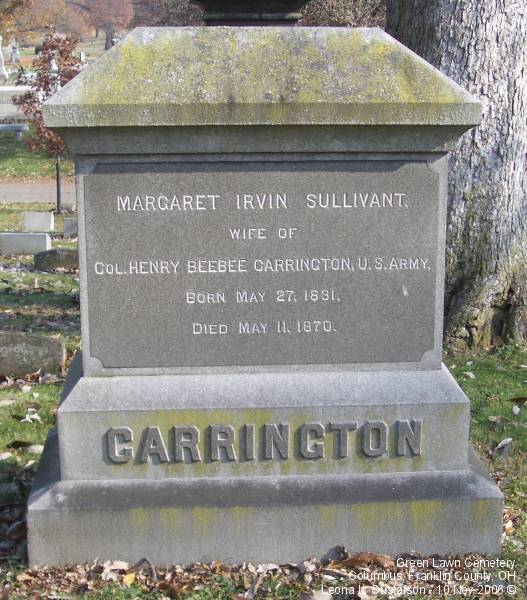 MARGARET IRVIN SULLIVANT,
WIFE OF
COL. HENRY BEEBEE CARRINGTON, U.S. ARMY,
BORN MAY 27, 1831,
DIED MAY 11, 1870.
CARRINGTON
Green Lawn Cemetery
Columbus, Franklin County, OH
Leona L. Gustafson - 10 Nov 2006 ©